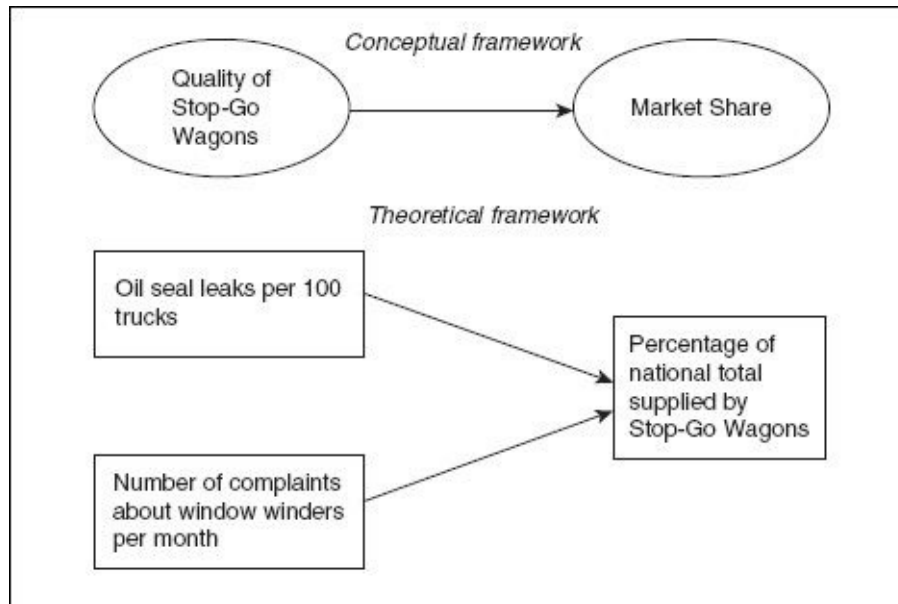 Conceptual framework
Quality of
Stop-Go
Wagons
Market Share
Theoretical framework
Oil seal leaks per 100
trucks
Number of complaints
about window winders
per month
Percentage of
national total
supplied by
Stop-Go Wagons